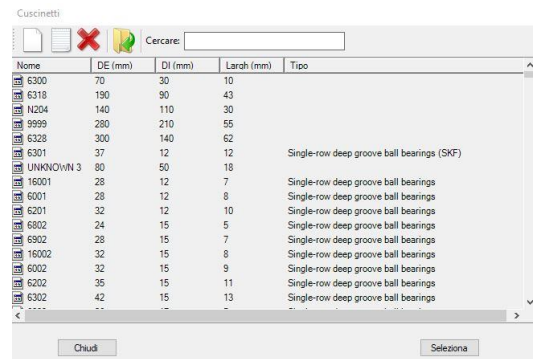 Cuscinetti
Cercare:
Nome DE (mm) DI (mm) Largh (mm) Tipo
6300 70 30 10
6318 190 90 43
N204 140 110 30
9999 280 210 55
6328 300 140 62
6301 37 12 12 Single-row deep groove ball bearings (SKF)
UNKNOWN 3 80 50 18
16001 28 12 7 Single-row deep groove ball bearings
6001 28 12 8 Single-row deep groove ball bearings
6201 32 12 10 Single-row deep groove ball bearings
6802 24 15 5 Single-row deep groove ball bearings
6902 28 15 7 Single-row deep groove ball bearings
16002 32 15 8 Single-row deep groove ball bearings
6002 32 15 9 Single-row deep groove ball bearings
6202 35 15 11 Single-row deep groove ball bearings
6302 42 15 13 Single-row deep groove ball bearings
Chiudi Seleziona